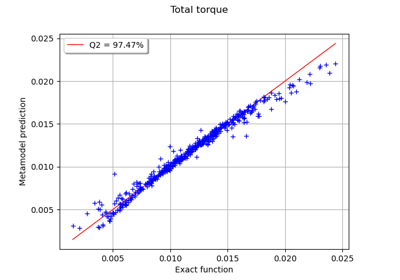 Total torque
Q2 = 97.47%
0.025
0.020
0.015
0.010
0.005
Metamodel prediction
0.005 0.010 0.015 0.020 0.025
Exact function